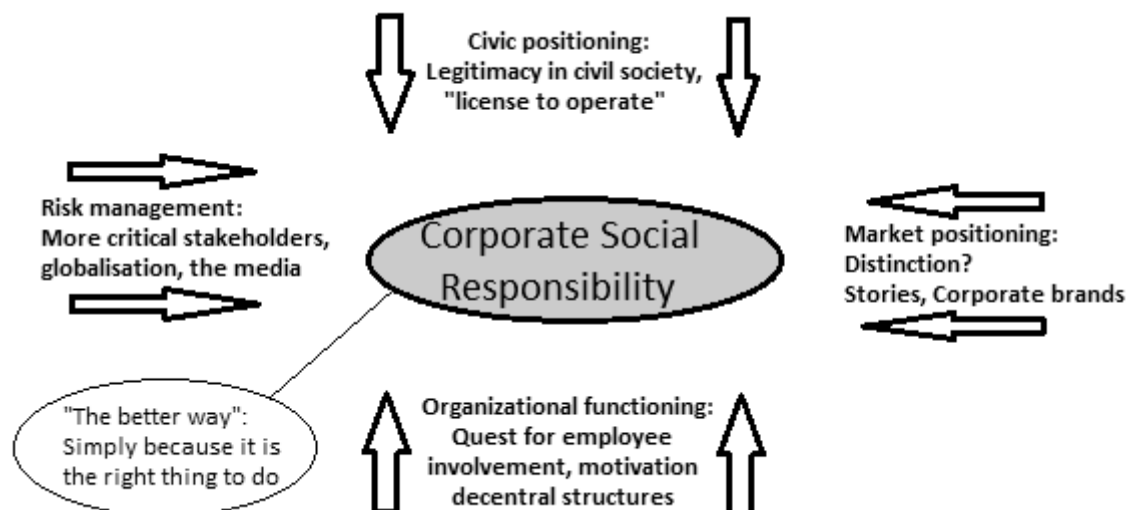 Civic positioning:
Legitimacy in civil society,
"license to operate"
Risk management:
More critical stakeholders,
globalisation, the media
Corporate Social
Responsibility
Market positioning:
Distinction?
Stories, Corporate brands
"The better way":
Simply because it is
the right thing to do
Organizational functioning:
Quest for employee
involvement, motivation
decentral structures